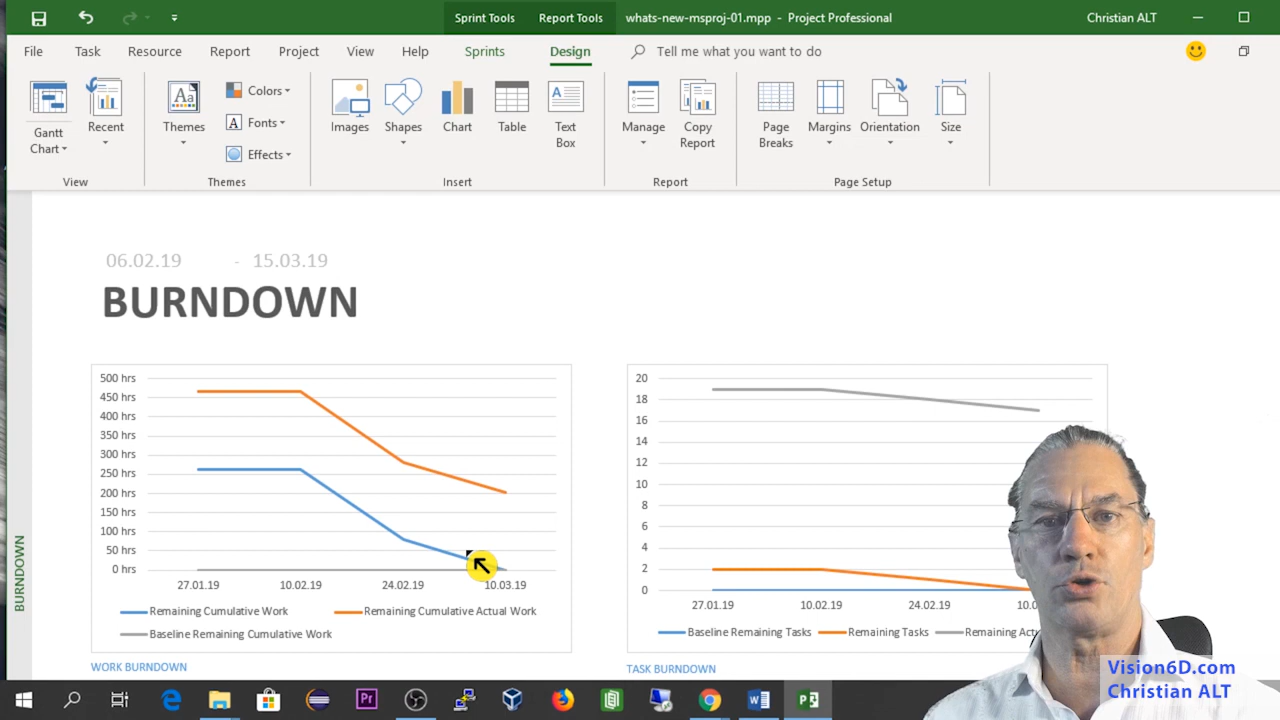 Sprint Tools Report Tools whats-new-msproj-01.mpp - Project Professional Christian ALT
File Task Resource Report Project View Help Sprints Design Tell me what you want to do
Gantt Chart
Recent
Themes
Colors
Fonts
Effects
Images
Shapes
Chart
Table
Text Box
Manage
Copy Report
Page Breaks
Margins
Orientation
Size
View Themes Insert Report Page Setup
06.02.19 - 15.03.19
BURNDOWN
500 hrs
450 hrs
400 hrs
350 hrs
300 hrs
250 hrs
200 hrs
150 hrs
100 hrs
50 hrs
0 hrs
27.01.19 10.02.19 24.02.19 10.03.19
Remaining Cumulative Work Remaining Cumulative Actual Work
Baseline Remaining Cumulative Work
WORK BURNDOWN
20
18
16
14
12
10
8
6
4
2
0
27.01.19 10.02.19 24.02.19
Baseline Remaining Tasks Remaining Tasks Remaining
TASK BURNDOWN
BURNDOWN
Vision6D.com
Christian ALT